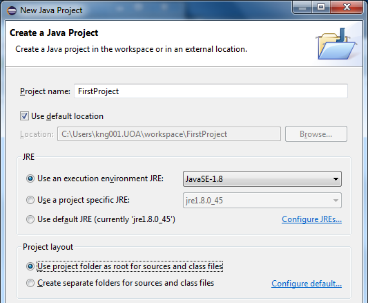 New Java Project
Create a Java Project
Create a Java project in the workspace or in an external location.
Project name: FirstProject
Use default location
Location: C:\Users\kng001.UOA\workspace\FirstProject Browse...
JRE
Use an execution environment JRE: JavaSE-1.8
Use a project specific JRE: jre1.8.0_45
Use default JRE (currently 'jre1.8.0_45') Configure JREs...
Project layout
Use project folder as root for sources and class files
Create separate folders for sources and class files Configure default...